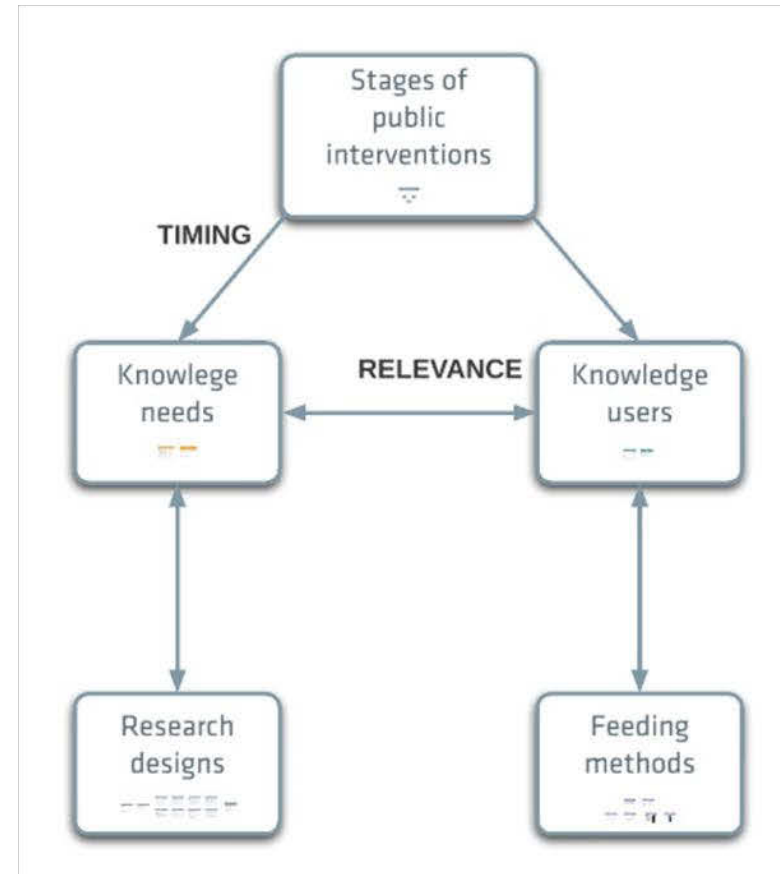 Stages of
public
interventions
TIMING
Knowlege
needs
RELEVANCE
Knowledge
users
Research
designs
Feeding
methods